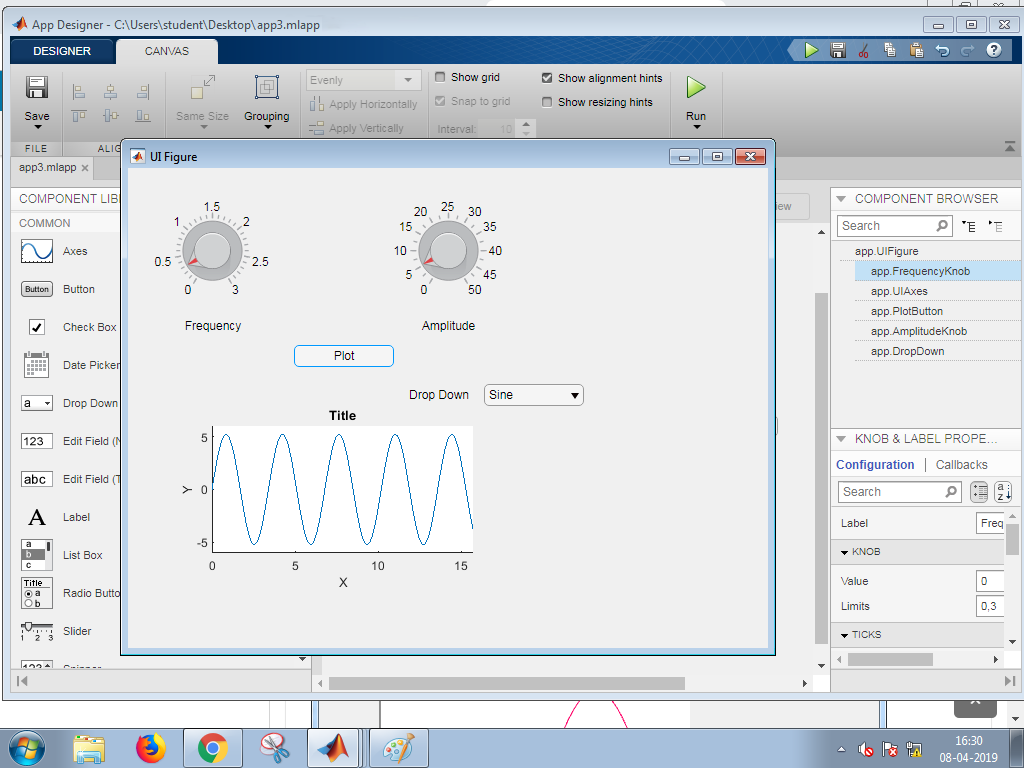 App Designer - C:\Users\student\Desktop\app3.mlapp
DESIGNER
CANVAS
Save
FILE
ALIG
Same Size
Grouping
Evenly
Apply Horizontally
Apply Vertically
Show grid
Snap to grid
Interval: 10
Show alignment hints
Show resizing hints
Run
app3.mlapp
COMPONENT LIB
COMMON
Axes
Button
Button
Check Box
Date Picker
a
Drop Down
123
Edit Field (N
abc
Edit Field (T
A
Label
a
b
c
List Box
Title
a
b
Radio Butto
1 2 3
Slider
123
Spinner
UI Figure
0 0.5 1 1.5 2 2.5 3
Frequency
0 5 10 15 20 25 30 35 40 45 50
Amplitude
Plot
Drop Down
Sine
Title
5
0
-5
Y
0 5 10 15
X
ew
COMPONENT BROWSER
Search
app.UIFigure
app.FrequencyKnob
app.UIAxes
app.PlotButton
app.AmplitudeKnob
app.DropDown
KNOB & LABEL PROPE...
Configuration
Callbacks
Search
a
z
Label
Freq
KNOB
Value
0
Limits
0,3
TICKS
16:30
08-04-2019